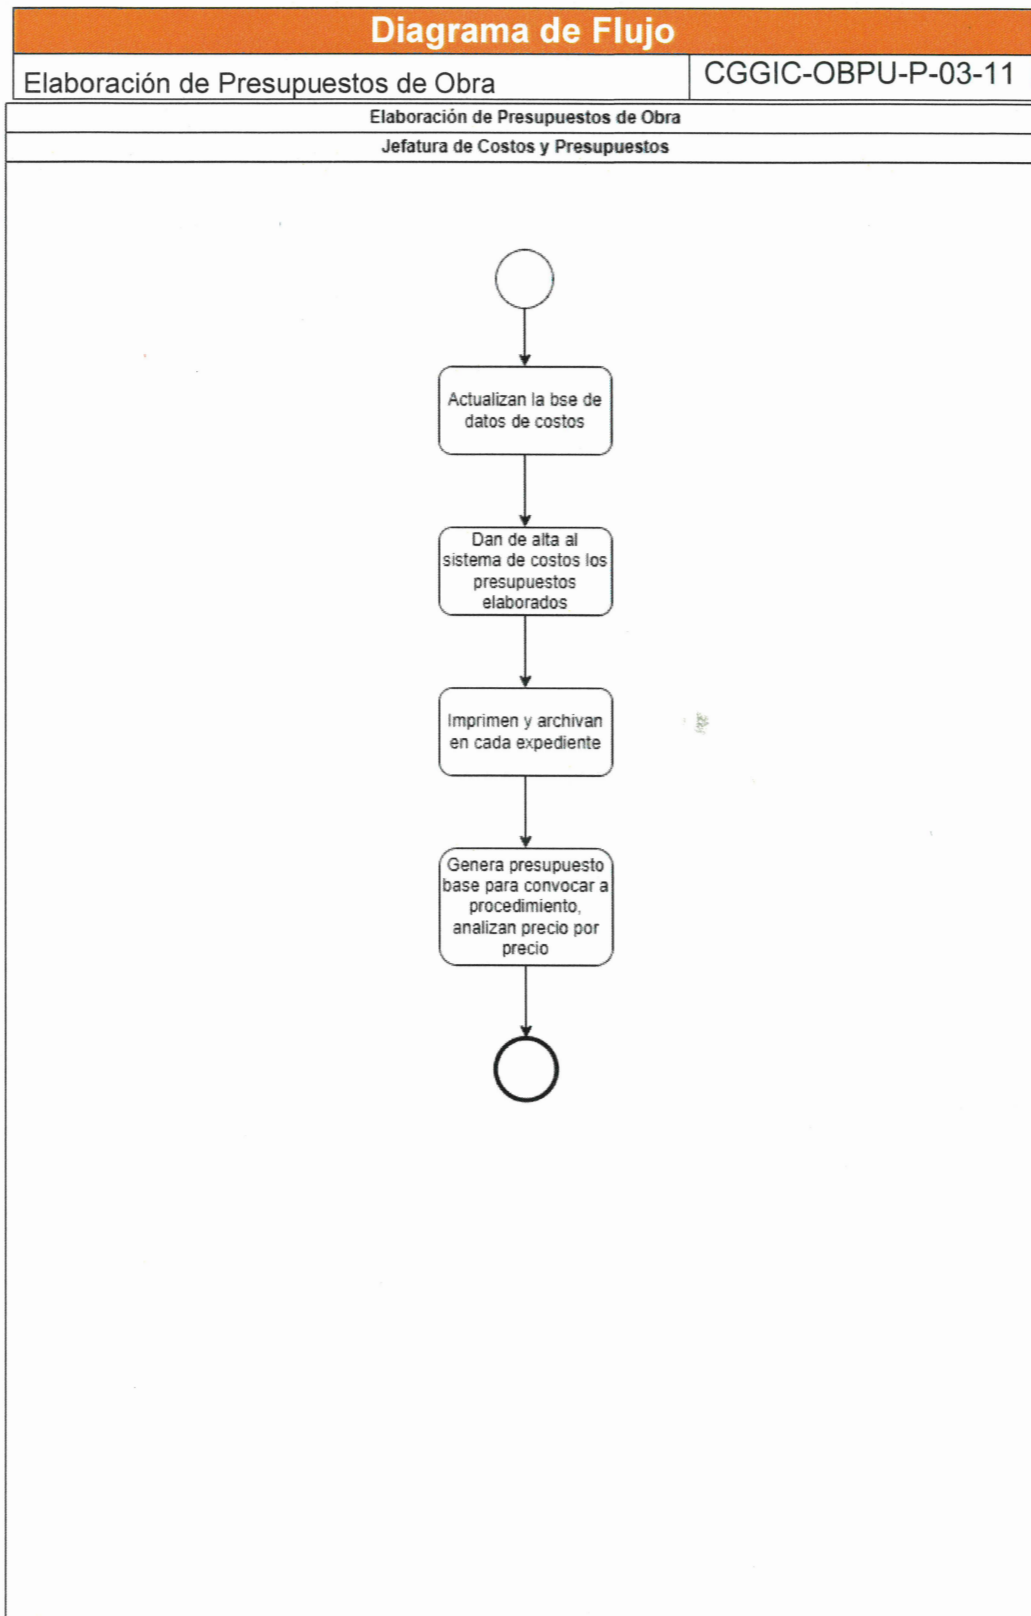 Diagrama de Flujo
Elaboración de Presupuestos de Obra
CGGIC-OBPU-P-03-11
Elaboración de Presupuestos de Obra
Jefatura de Costos y Presupuestos
Actualizan la bse de
datos de costos
Dan de alta al
sistema de costos los
presupuestos
elaborados
Imprimen y archivan
en cada expediente
Genera presupuesto
base para convocar a
procedimiento,
analizan precio por
precio